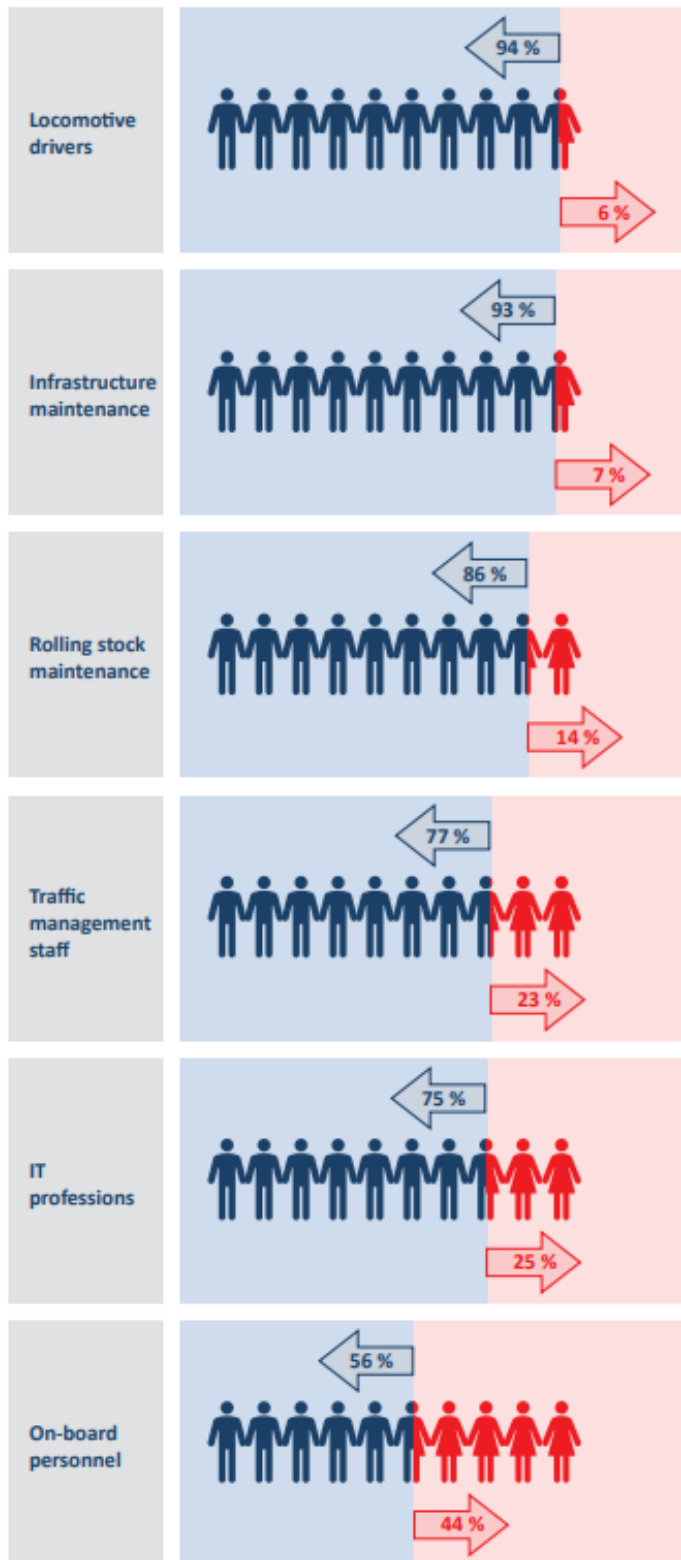 94 %
Locomotive
drivers
6 %
93 %
Infrastructure
maintenance
7 %
86 %
Rolling stock
maintenance
14 %
77 %
Traffic
management
staff
23 %
75 %
IT
professions
25 %
56 %
On-board
personnel
44 %